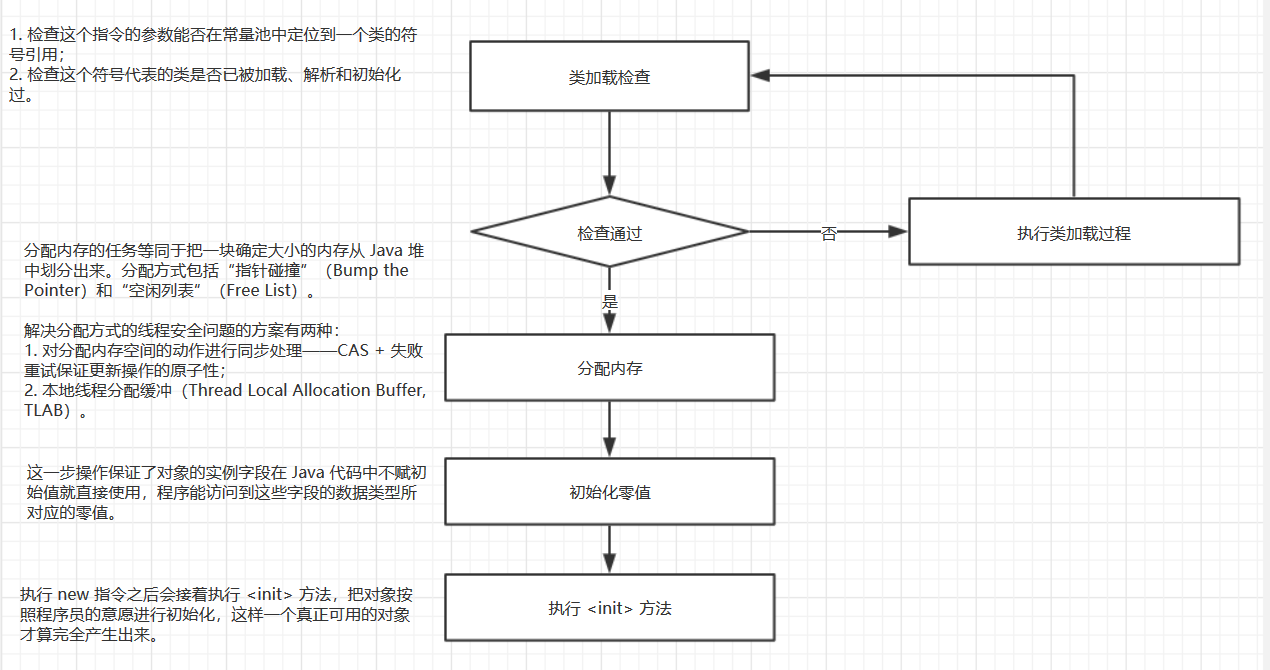 1. 检查这个指令的参数能否在常量池中定位到一个类的符
号引用；
2. 检查这个符号代表的类是否已被加载、解析和初始化
过。
类加载检查
检查通过
否
执行类加载过程
是
分配内存的任务等同于把一块确定大小的内存从 Java 堆
中划分出来。分配方式包括“指针碰撞”（Bump the
Pointer）和“空闲列表”（Free List）。
解决分配方式的线程安全问题的方案有两种：
1. 对分配内存空间的动作进行同步处理——CAS + 失败
重试保证更新操作的原子性；
2. 本地线程分配缓冲（Thread Local Allocation Buffer,
TLAB）。
分配内存
这一步操作保证了对象的实例字段在 Java 代码中不赋初
始值就直接使用，程序能访问到这些字段的数据类型所
对应的零值。
初始化零值
执行 new 指令之后会接着执行 <init> 方法，把对象按
照程序员的意愿进行初始化，这样一个真正可用的对象
才算完全产生出来。
执行 <init> 方法